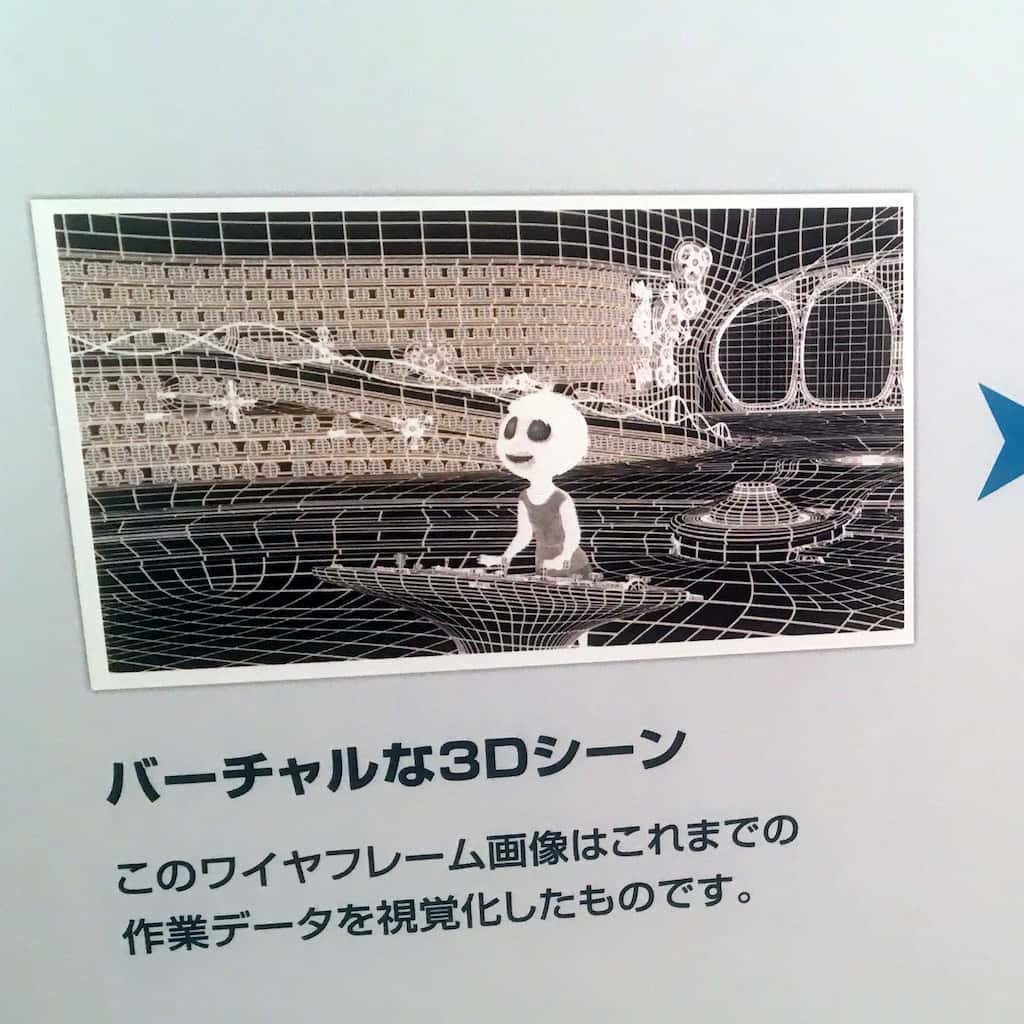 バーチャルな3Dシーン
このワイヤフレーム画像はこれまでの
作業データを視覚化したものです。